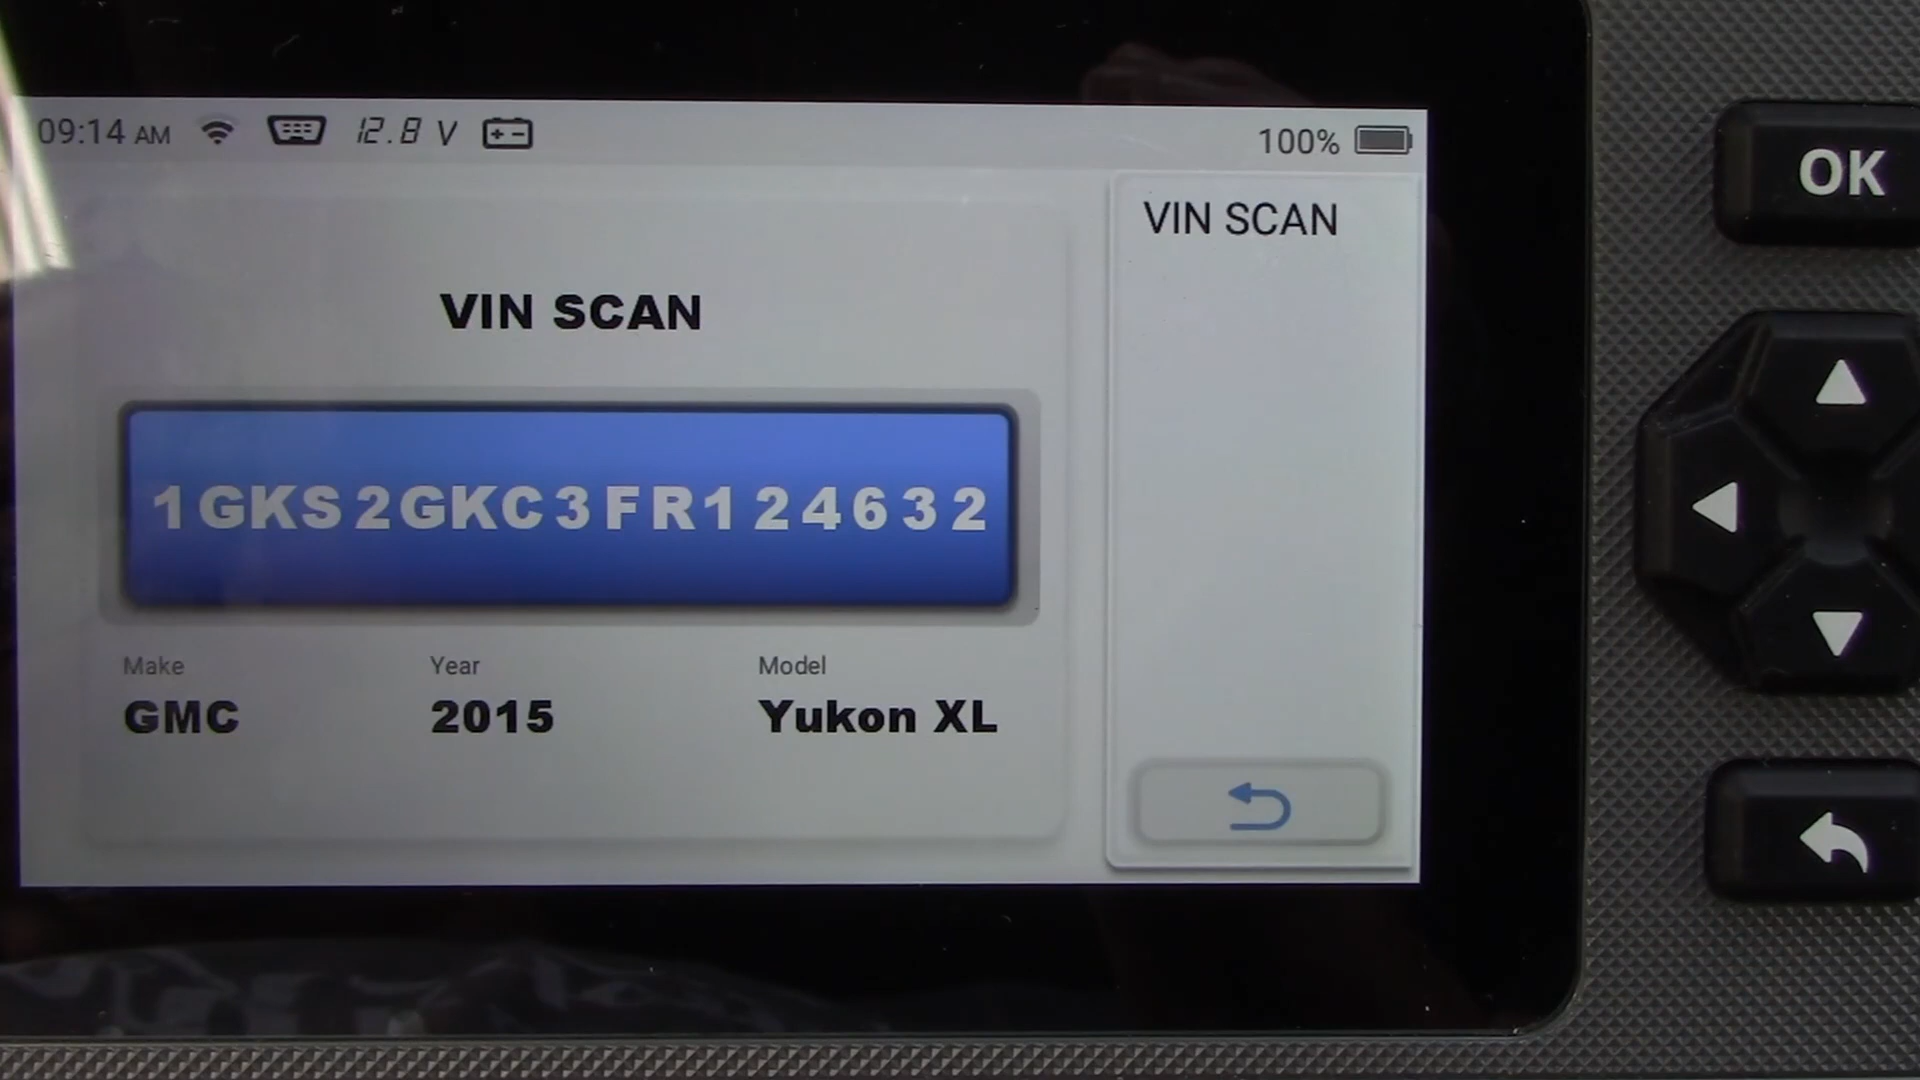 09:14 AM 12.8 V 100%
VIN SCAN
VIN SCAN
1GKS2GKC3FR124632
Make Year Model
GMC 2015 Yukon XL
OK